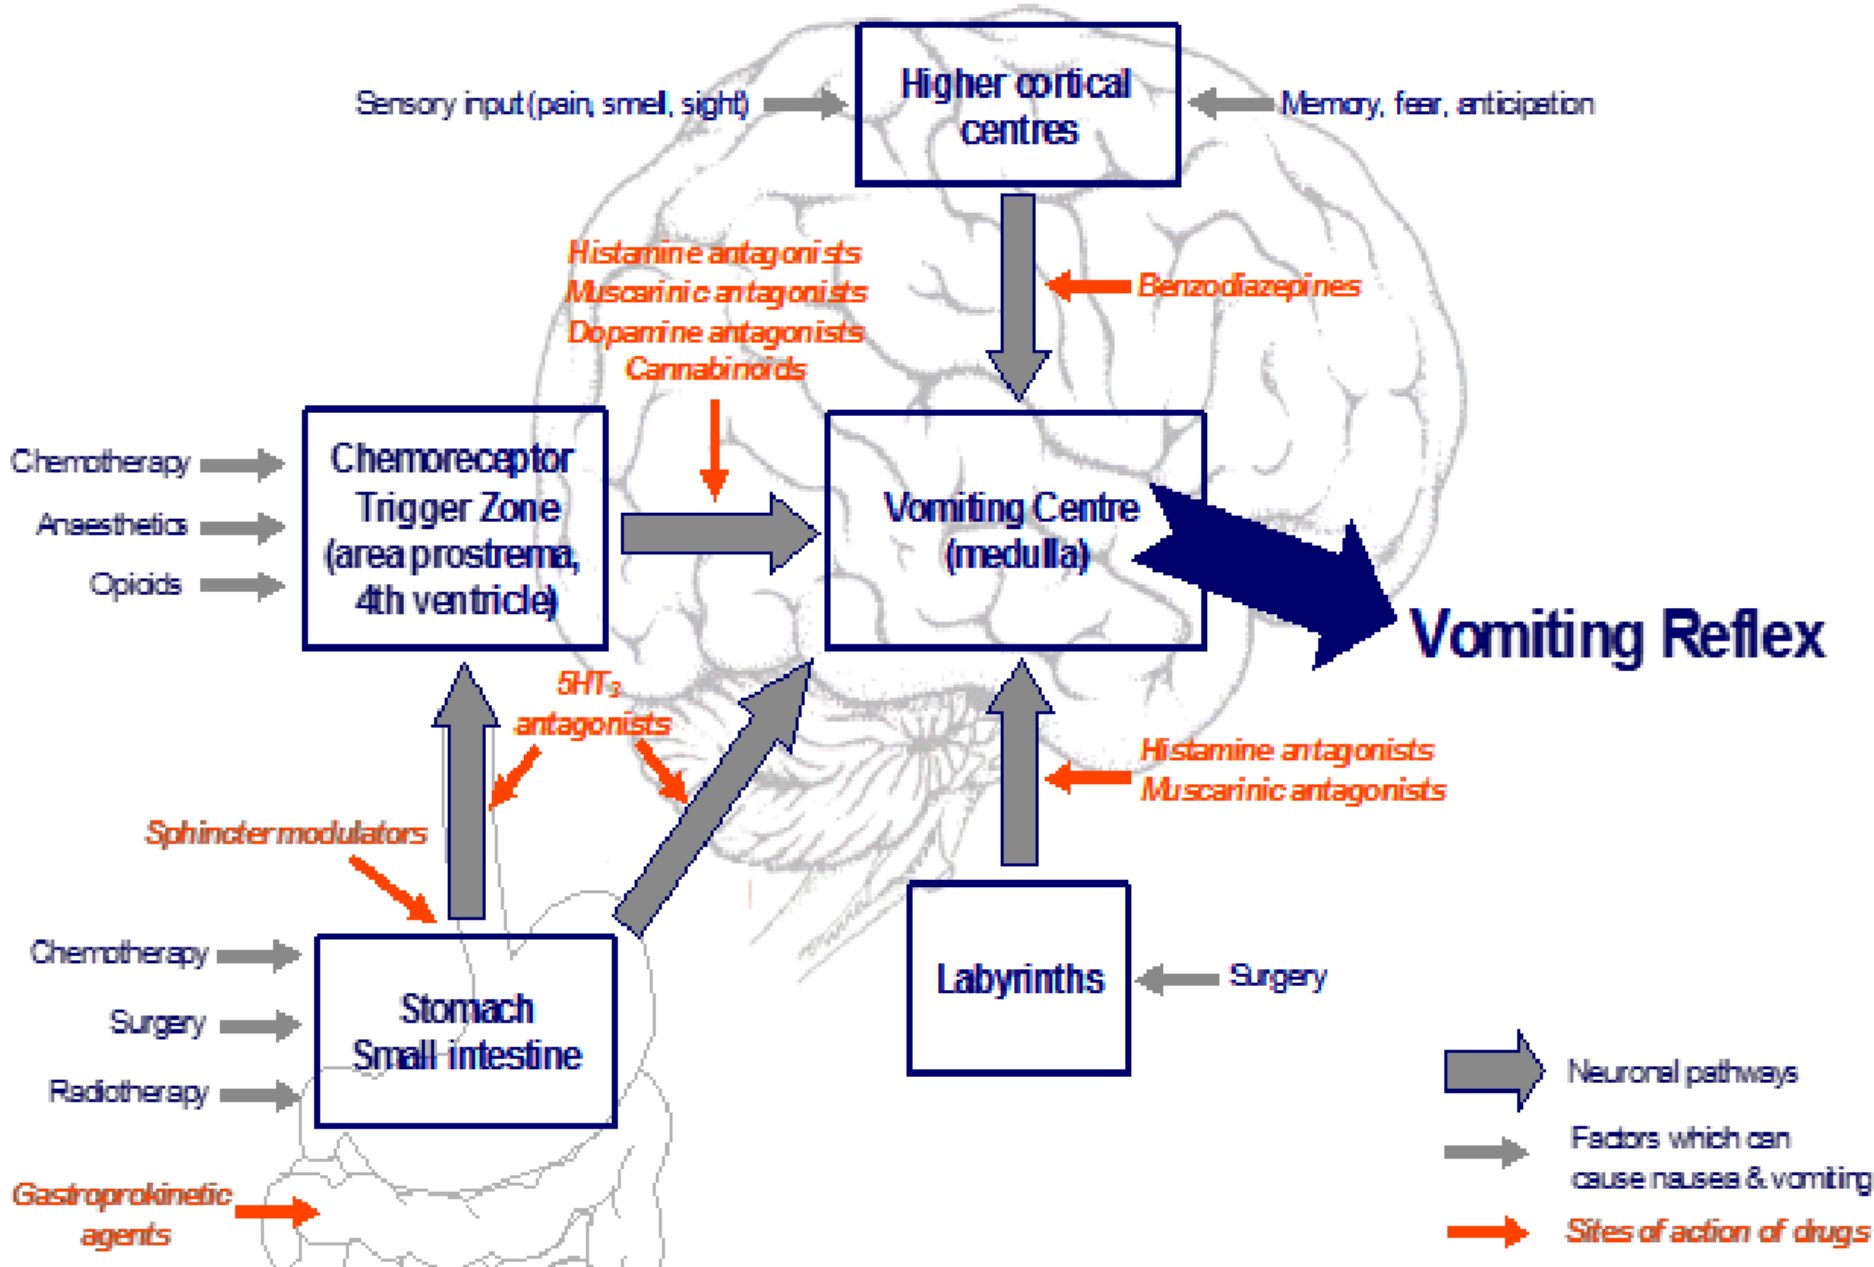 Higher cortical
centres
Sensory input (pain, smell, sight)
Memory, fear, anticipation
Histamine antagonists
Muscarinic antagonists
Dopamine antagonists
Cannabinoids
Benzodiazepines
Chemotherapy
Anaesthetics
Opioids
Chemoreceptor
Trigger Zone
(area prostrema,
4th ventricle)
Vomiting Centre
(medulla)
Vomiting Reflex
5HT₃
antagonists
Histamine antagonists
Muscarinic antagonists
Sphincter modulators
Chemotherapy
Surgery
Radiotherapy
Stomach
Small intestine
Labyrinths
Surgery
Gastroprokinetic
agents
Neuronal pathways
Factors which can
cause nausea & vomiting
Sites of action of drugs